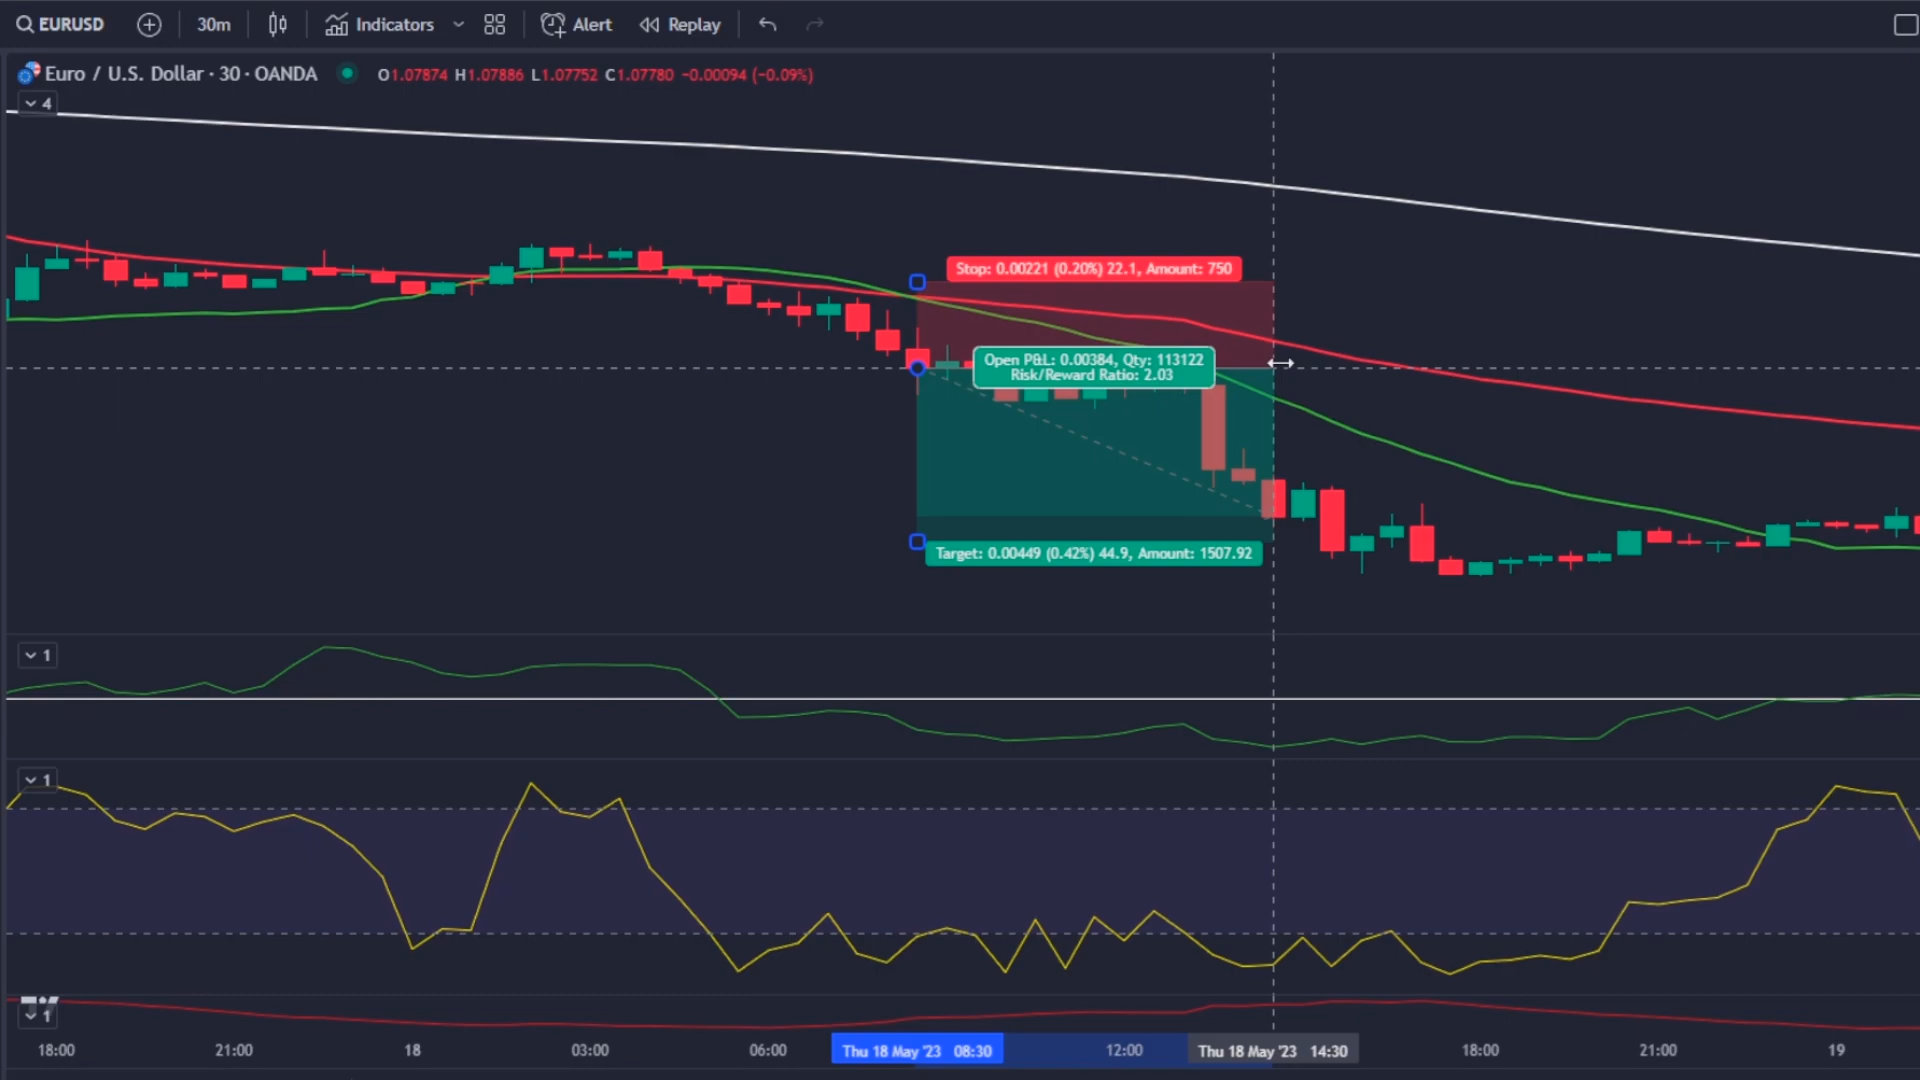 EURUSD 30m Indicators Alert Replay
Euro / U.S. Dollar · 30 · OANDA O1.07874 H1.07886 L1.07752 C1.07780 −0.00094 (−0.09%)
4
Stop: 0.00221 (0.20%) 22.1, Amount: 750
Open P&L: 0.00384, Qty: 113122
Risk/Reward Ratio: 2.03
Target: 0.00449 (0.42%) 44.9, Amount: 1507.92
1
1
1
18:00 21:00 18 03:00 06:00 Thu 18 May '23 08:30 12:00 Thu 18 May '23 14:30 18:00 21:00 19